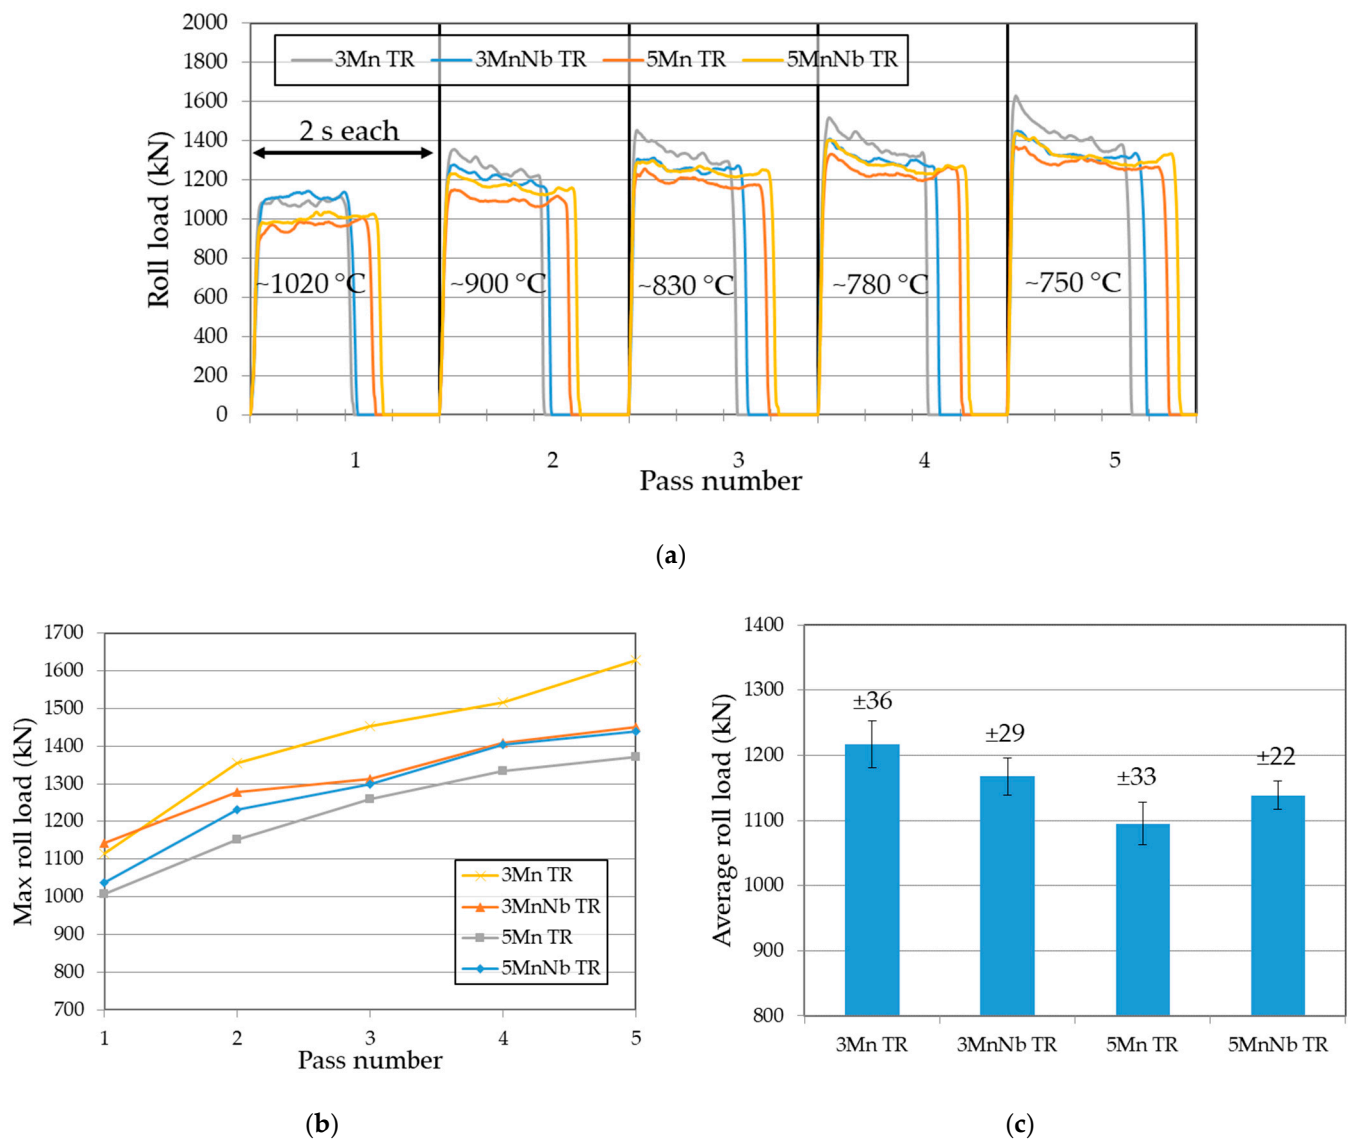 2000
1800
1600
1400
1200
1000
800
600
400
200
0
Roll load (kN)
3Mn TR 3MnNb TR 5Mn TR 5MnNb TR
2 s each
~1020 °C ~900 °C ~830 °C ~780 °C ~750 °C
1 2 3 4 5
Pass number
(a)
1700
1600
1500
1400
1300
1200
1100
1000
900
800
700
Max roll load (kN)
3Mn TR
3MnNb TR
5Mn TR
5MnNb TR
1 2 3 4 5
Pass number
(b)
1400
1300
1200
1100
1000
900
800
Average roll load (kN)
±36
±29
±33
±22
3Mn TR 3MnNb TR 5Mn TR 5MnNb TR
(c)